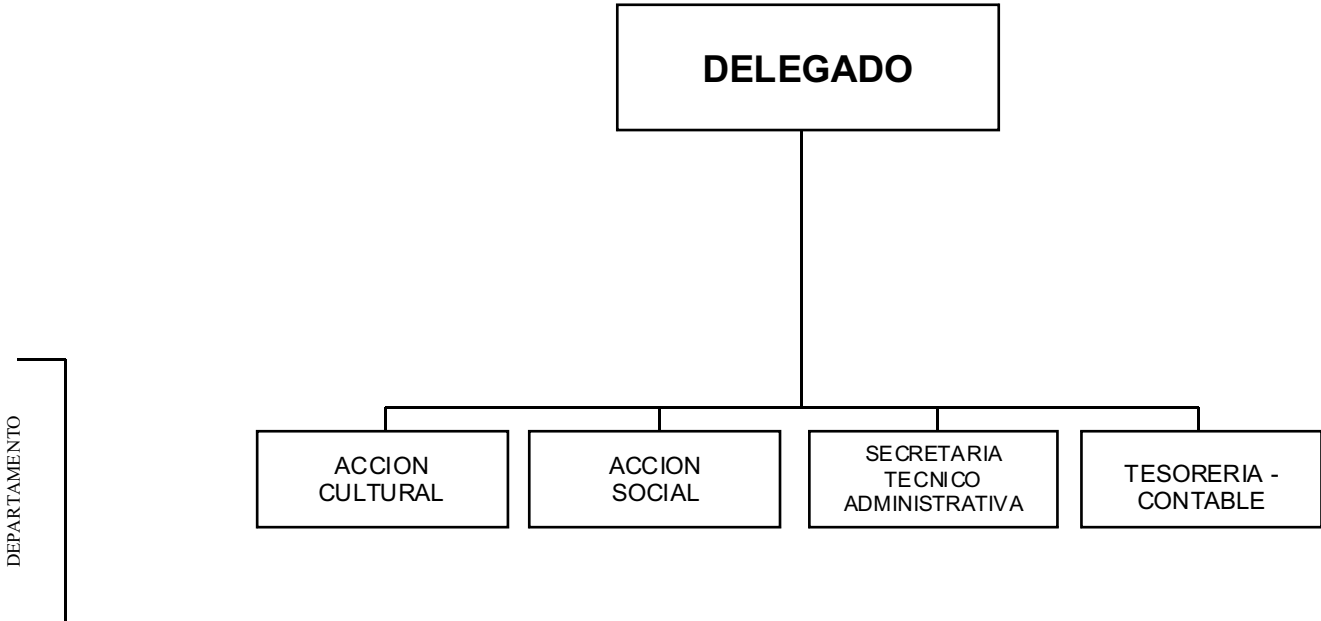 DELEGADO
DEPARTAMENTO
ACCION
CULTURAL
ACCION
SOCIAL
SECRETARIA
TECNICO
ADMINISTRATIVA
TESORERIA -
CONTABLE